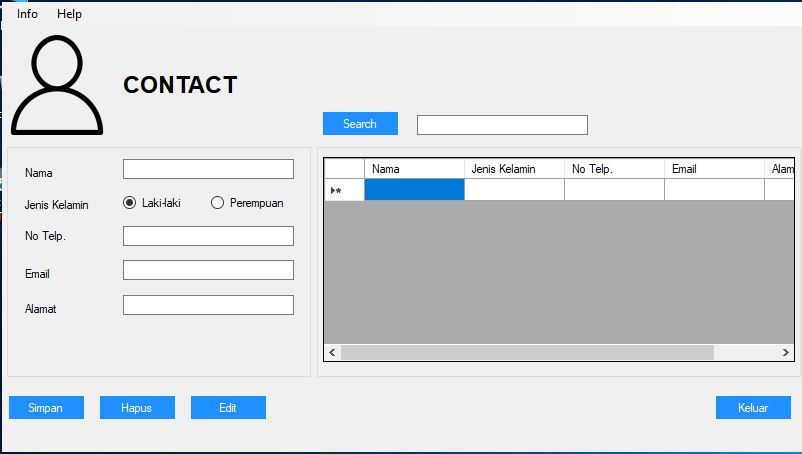 Info Help
CONTACT
Search
Nama
Jenis Kelamin Laki-laki Perempuan
No Telp.
Email
Alamat
Nama Jenis Kelamin No Telp. Email Alam
Simpan Hapus Edit Keluar